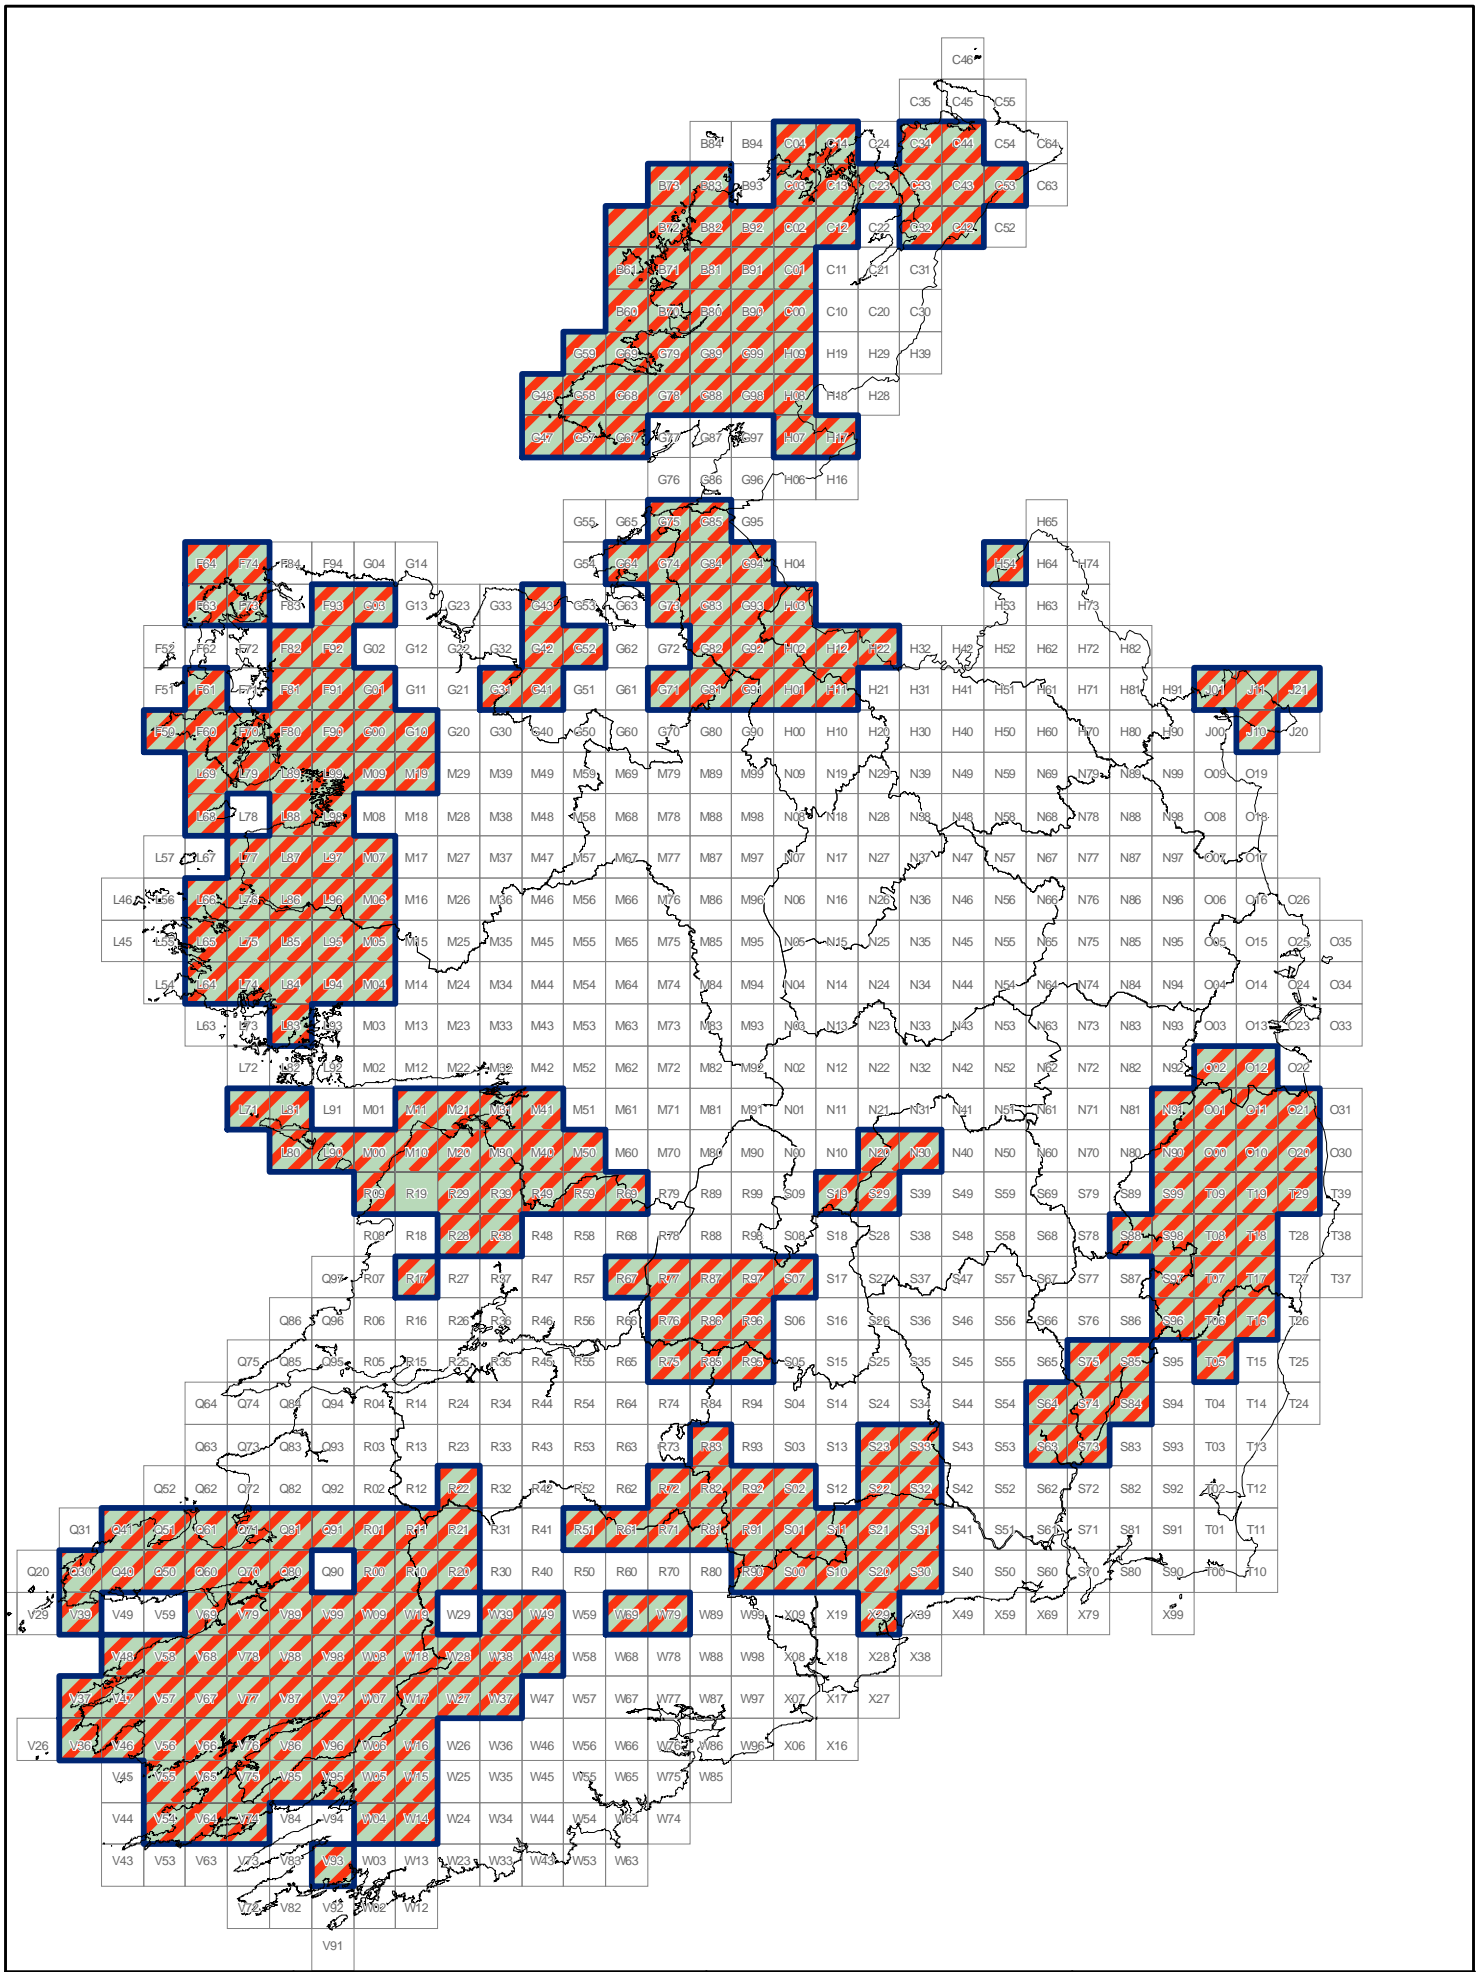 C46
C35 C45 C55
B84 B94 C04 C14 C24 C34 C44 C54 C64
B73 B83 B93 C03 C13 C23 C33 C43 C53 C63
B72 B82 B92 C02 C12 C22 C32 C42 C52
B61 B71 B81 B91 C01 C11 C21 C31
B60 B70 B80 B90 C00 C10 C20 C30
G59 G69 G79 G89 G99 H09 H19 H29 H39
G48 G58 G68 G78 G88 G98 H08 H18 H28
G47 G57 G67 G77 G87 G97 H07 H17
G76 G86 G96 H06 H16
G55 G65 G75 G85 G95 H65
F64 F74 F84 F94 G04 G14 G54 G64 G74 G84 G94 H04 H54 H64 H74
F63 F73 F83 F93 G03 G13 G23 G33 G43 G53 G63 G73 G83 G93 H03 H53 H63 H73
F52 F62 F72 F82 F92 G02 G12 G22 G32 G42 G52 G62 G72 G82 G92 H02 H12 H22 H32 H42 H52 H62 H72 H82
F51 F61 F71 F81 F91 G01 G11 G21 G31 G41 G51 G61 G71 G81 G91 H01 H11 H21 H31 H41 H51 H61 H71 H81 H91 J01 J11 J21
F50 F60 F70 F80 F90 G00 G10 G20 G30 G40 G50 G60 G70 G80 G90 H00 H10 H20 H30 H40 H50 H60 H70 H80 H90 J00 J10 J20
L69 L79 L89 L99 M09 M19 M29 M39 M49 M59 M69 M79 M89 M99 N09 N19 N29 N39 N49 N59 N69 N79 N89 N99 O09 O19
L68 L78 L88 L98 M08 M18 M28 M38 M48 M58 M68 M78 M88 M98 N08 N18 N28 N38 N48 N58 N68 N78 N88 N98 O08 O18
L57 L67 L77 L87 L97 M07 M17 M27 M37 M47 M57 M67 M77 M87 M97 N07 N17 N27 N37 N47 N57 N67 N77 N87 N97 O07 O17
L46 L56 L66 L76 L86 L96 M06 M16 M26 M36 M46 M56 M66 M76 M86 M96 N06 N16 N26 N36 N46 N56 N66 N76 N86 N96 O06 O16 O26
L45 L55 L65 L75 L85 L95 M05 M15 M25 M35 M45 M55 M65 M75 M85 M95 N05 N15 N25 N35 N45 N55 N65 N75 N85 N95 O05 O15 O25 O35
L54 L64 L74 L84 L94 M04 M14 M24 M34 M44 M54 M64 M74 M84 M94 N04 N14 N24 N34 N44 N54 N64 N74 N84 N94 O04 O14 O24 O34
L63 L73 L83 L93 M03 M13 M23 M33 M43 M53 M63 M73 M83 M93 N03 N13 N23 N33 N43 N53 N63 N73 N83 N93 O03 O13 O23 O33
L72 L82 L92 M02 M12 M22 M32 M42 M52 M62 M72 M82 M92 N02 N12 N22 N32 N42 N52 N62 N72 N82 N92 O02 O12 O22
L71 L81 L91 M01 M11 M21 M31 M41 M51 M61 M71 M81 M91 N01 N11 N21 N31 N41 N51 N61 N71 N81 N91 O01 O11 O21 O31
L80 L90 M00 M10 M20 M30 M40 M50 M60 M70 M80 M90 N00 N10 N20 N30 N40 N50 N60 N70 N80 N90 O00 O10 O20 O30
R09 R19 R29 R39 R49 R59 R69 R79 R89 R99 S09 S19 S29 S39 S49 S59 S69 S79 S89 S99 T09 T19 T29 T39
R08 R18 R28 R38 R48 R58 R68 R78 R88 R98 S08 S18 S28 S38 S48 S58 S68 S78 S88 S98 T08 T18 T28 T38
Q97 R07 R17 R27 R37 R47 R57 R67 R77 R87 R97 S07 S17 S27 S37 S47 S57 S67 S77 S87 S97 T07 T17 T27 T37
Q86 Q96 R06 R16 R26 R36 R46 R56 R66 R76 R86 R96 S06 S16 S26 S36 S46 S56 S66 S76 S86 S96 T06 T16 T26
Q75 Q85 Q95 R05 R15 R25 R35 R45 R55 R65 R75 R85 R95 S05 S15 S25 S35 S45 S55 S65 S75 S85 S95 T05 T15 T25
Q64 Q74 Q84 Q94 R04 R14 R24 R34 R44 R54 R64 R74 R84 R94 S04 S14 S24 S34 S44 S54 S64 S74 S84 S94 T04 T14 T24
Q63 Q73 Q83 Q93 R03 R13 R23 R33 R43 R53 R63 R73 R83 R93 S03 S13 S23 S33 S43 S53 S63 S73 S83 S93 T03 T13
Q52 Q62 Q72 Q82 Q92 R02 R12 R22 R32 R42 R52 R62 R72 R82 R92 S02 S12 S22 S32 S42 S52 S62 S72 S82 S92 T02 T12
Q31 Q41 Q51 Q61 Q71 Q81 Q91 R01 R11 R21 R31 R41 R51 R61 R71 R81 R91 S01 S11 S21 S31 S41 S51 S61 S71 S81 S91 T01 T11
Q20 Q30 Q40 Q50 Q60 Q70 Q80 Q90 R00 R10 R20 R30 R40 R50 R60 R70 R80 R90 S00 S10 S20 S30 S40 S50 S60 S70 S80 S90 T00 T10
V29 V39 V49 V59 V69 V79 V89 V99 W09 W19 W29 W39 W49 W59 W69 W79 W89 W99 X09 X19 X29 X39 X49 X59 X69 X79 X99
V48 V58 V68 V78 V88 V98 W08 W18 W28 W38 W48 W58 W68 W78 W88 W98 X08 X18 X28 X38
V37 V47 V57 V67 V77 V87 V97 W07 W17 W27 W37 W47 W57 W67 W77 W87 W97 X07 X17 X27
V26 V36 V46 V56 V66 V76 V86 V96 W06 W16 W26 W36 W46 W56 W66 W76 W86 W96 X06 X16
V45 V55 V65 V75 V85 V95 W05 W15 W25 W35 W45 W55 W65 W75 W85
V44 V54 V64 V74 V84 V94 W04 W14 W24 W34 W44 W54 W64 W74
V43 V53 V63 V73 V83 V93 W03 W13 W23 W33 W43 W53 W63
V72 V82 V92 W02 W12
V91